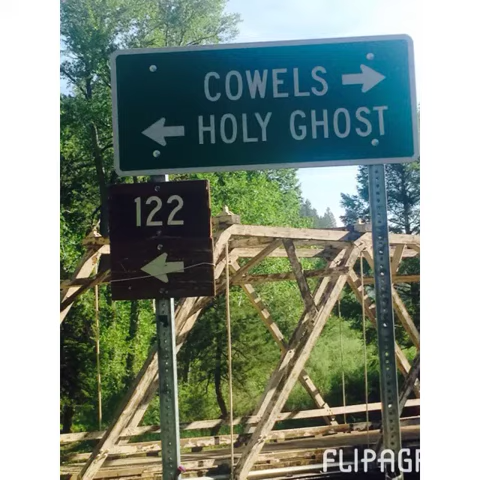 COWELS →
← HOLY GHOST
122
←
FLIPAGR